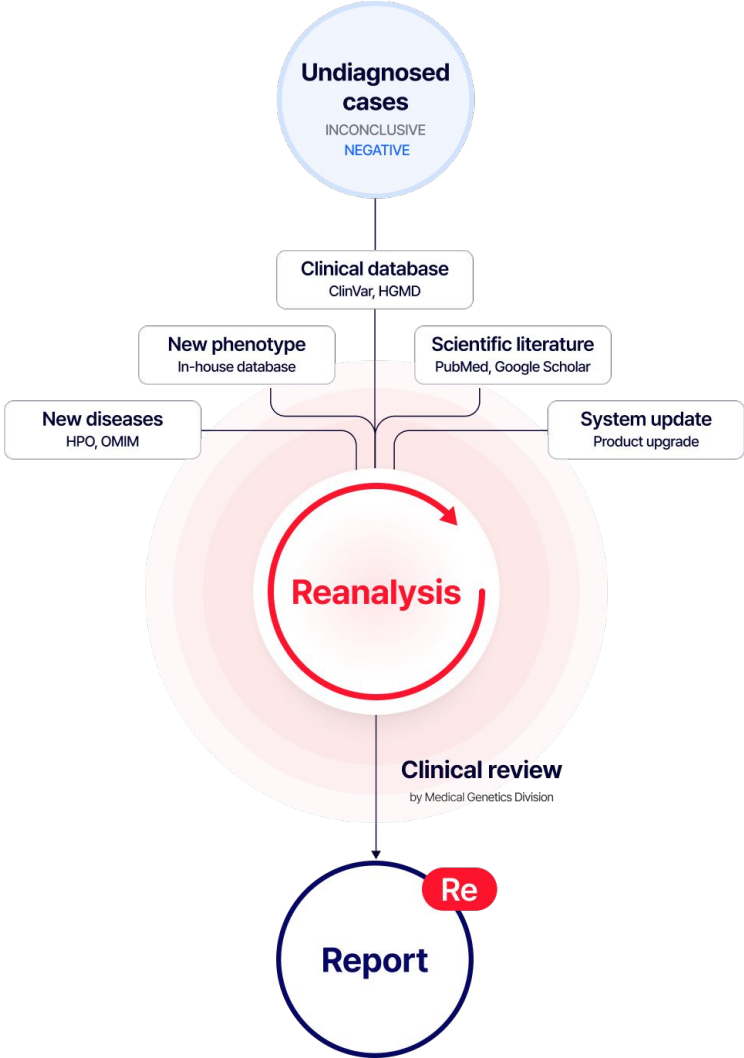 Undiagnosed
cases
INCONCLUSIVE
NEGATIVE
Clinical database
ClinVar, HGMD
New phenotype
In-house database
Scientific literature
PubMed, Google Scholar
New diseases
HPO, OMIM
System update
Product upgrade
Reanalysis
Clinical review
by Medical Genetics Division
Re
Report